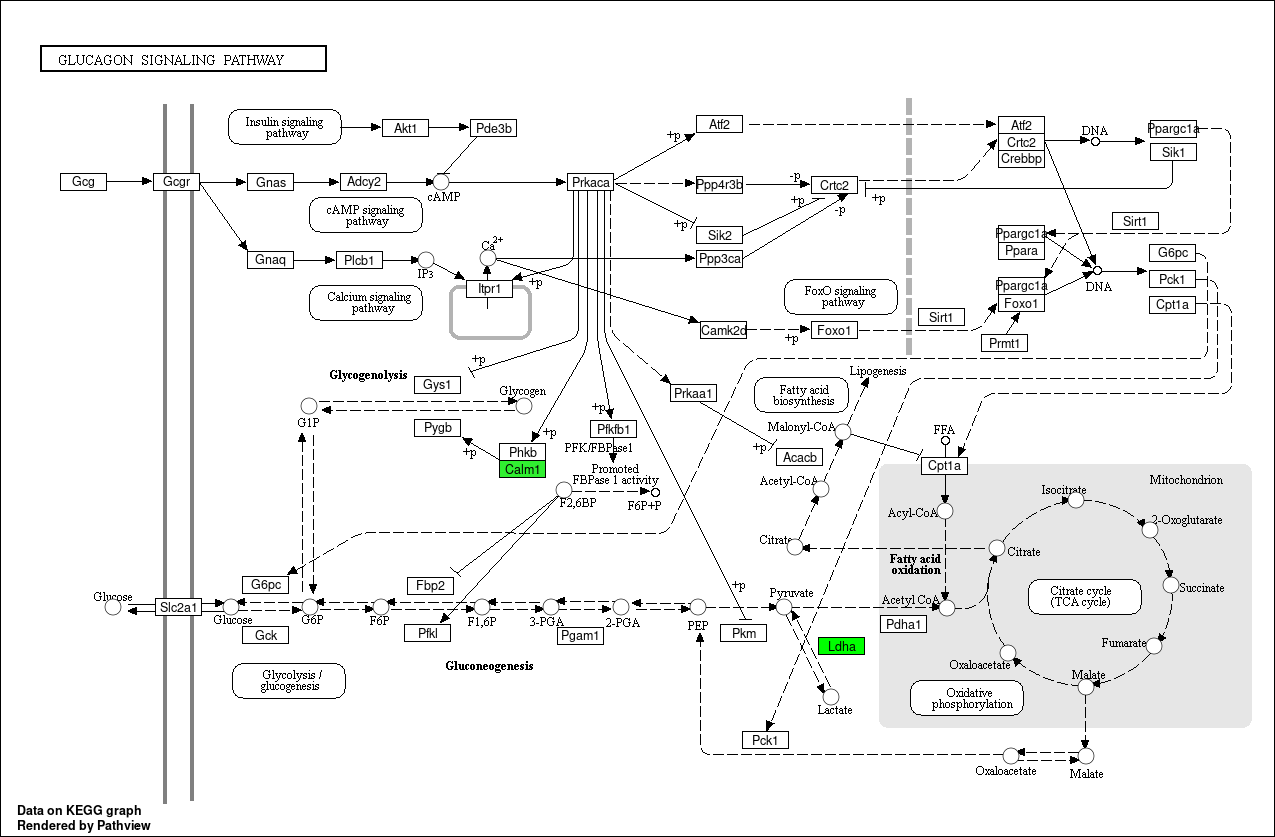 GLUCAGON SIGNALING PATHWAY
Insulin signaling
pathway
Akt1
Pde3b
Atf2
+p
Atf2
Crtc2
Crebbp
DNA
Ppargc1a
Sik1
Gcg
Gcgr
Gnas
Adcy2
cAMP
Prkaca
Ppp4r3b
-p
Crtc2
+p
+p
-p
cAMP signaling
pathway
+p
Sik2
Ppp3ca
Sirt1
Ppargc1a
Ppara
G6pc
Gnaq
Plcb1
IP3
Ca2+
Itpr1
+p
Ppargc1a
Foxo1
DNA
Pck1
Cpt1a
Calcium signaling
pathway
FoxO signaling
pathway
Camk2d
+p
Foxo1
Sirt1
Prmt1
Glycogenolysis
+p
Gys1
Glycogen
G1P
Pygb
+p
Phkb
Calm1
+p
+p
Pfkfb1
PFK/FBPase1
Promoted
FBPase 1 activity
F2,6BP
F6P+P
Prkaa1
Fatty acid
biosynthesis
Lipogenesis
Malonyl-CoA
+p
Acacb
Acetyl-CoA
Citrate
FFA
Cpt1a
Acyl-CoA
Fatty acid
oxidation
Mitochondrion
Isocitrate
2-Oxoglutarate
Citrate
Succinate
Citrate cycle
(TCA cycle)
Fumarate
Malate
Oxaloacetate
Oxidative
phosphorylation
Glucose
Slc2a1
Glucose
G6pc
Gck
G6P
F6P
Fbp2
Pfkl
F1,6P
3-PGA
Pgam1
2-PGA
PEP
+p
Pkm
Pyruvate
Acetyl CoA
Pdha1
Ldha
Lactate
Gluconeogenesis
Glycolysis /
glucogenesis
Pck1
Oxaloacetate
Malate
Data on KEGG graph
Rendered by Pathview